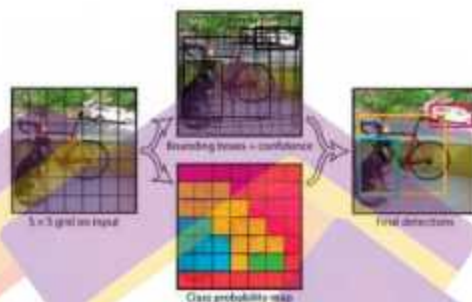 S × S grid on input
Bounding boxes + confidence
Class probability map
Final detections